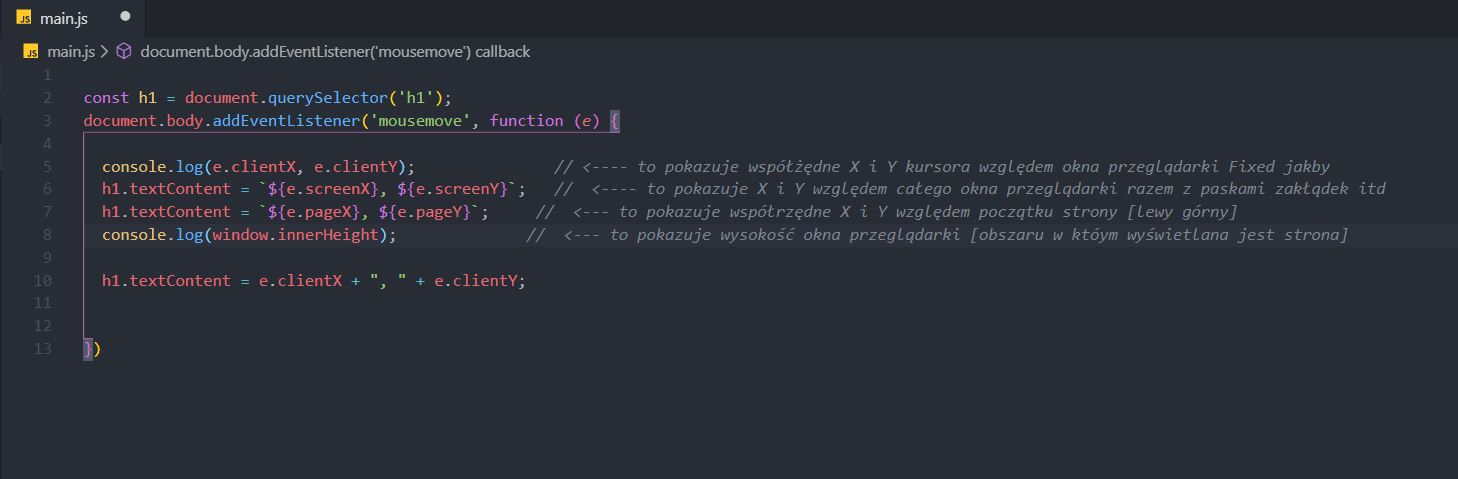 JS main.js
JS main.js > document.body.addEventListener('mousemove') callback
1
2 const h1 = document.querySelector('h1');
3 document.body.addEventListener('mousemove', function (e) {
4
5 console.log(e.clientX, e.clientY); // <---- to pokazuje współżędne X i Y kursora względem okna przeglądarki Fixed jakby
6 h1.textContent = `${e.screenX}, ${e.screenY}`; // <---- to pokazuje X i Y względem całego okna przeglądarki razem z paskami zakłądek itd
7 h1.textContent = `${e.pageX}, ${e.pageY}`; // <--- to pokazuje współrzędne X i Y względem początku strony [lewy górny]
8 console.log(window.innerHeight); // <--- to pokazuje wysokość okna przeglądarki [obszaru w któym wyświetlana jest strona]
9
10 h1.textContent = e.clientX + ", " + e.clientY;
11
12
13 })